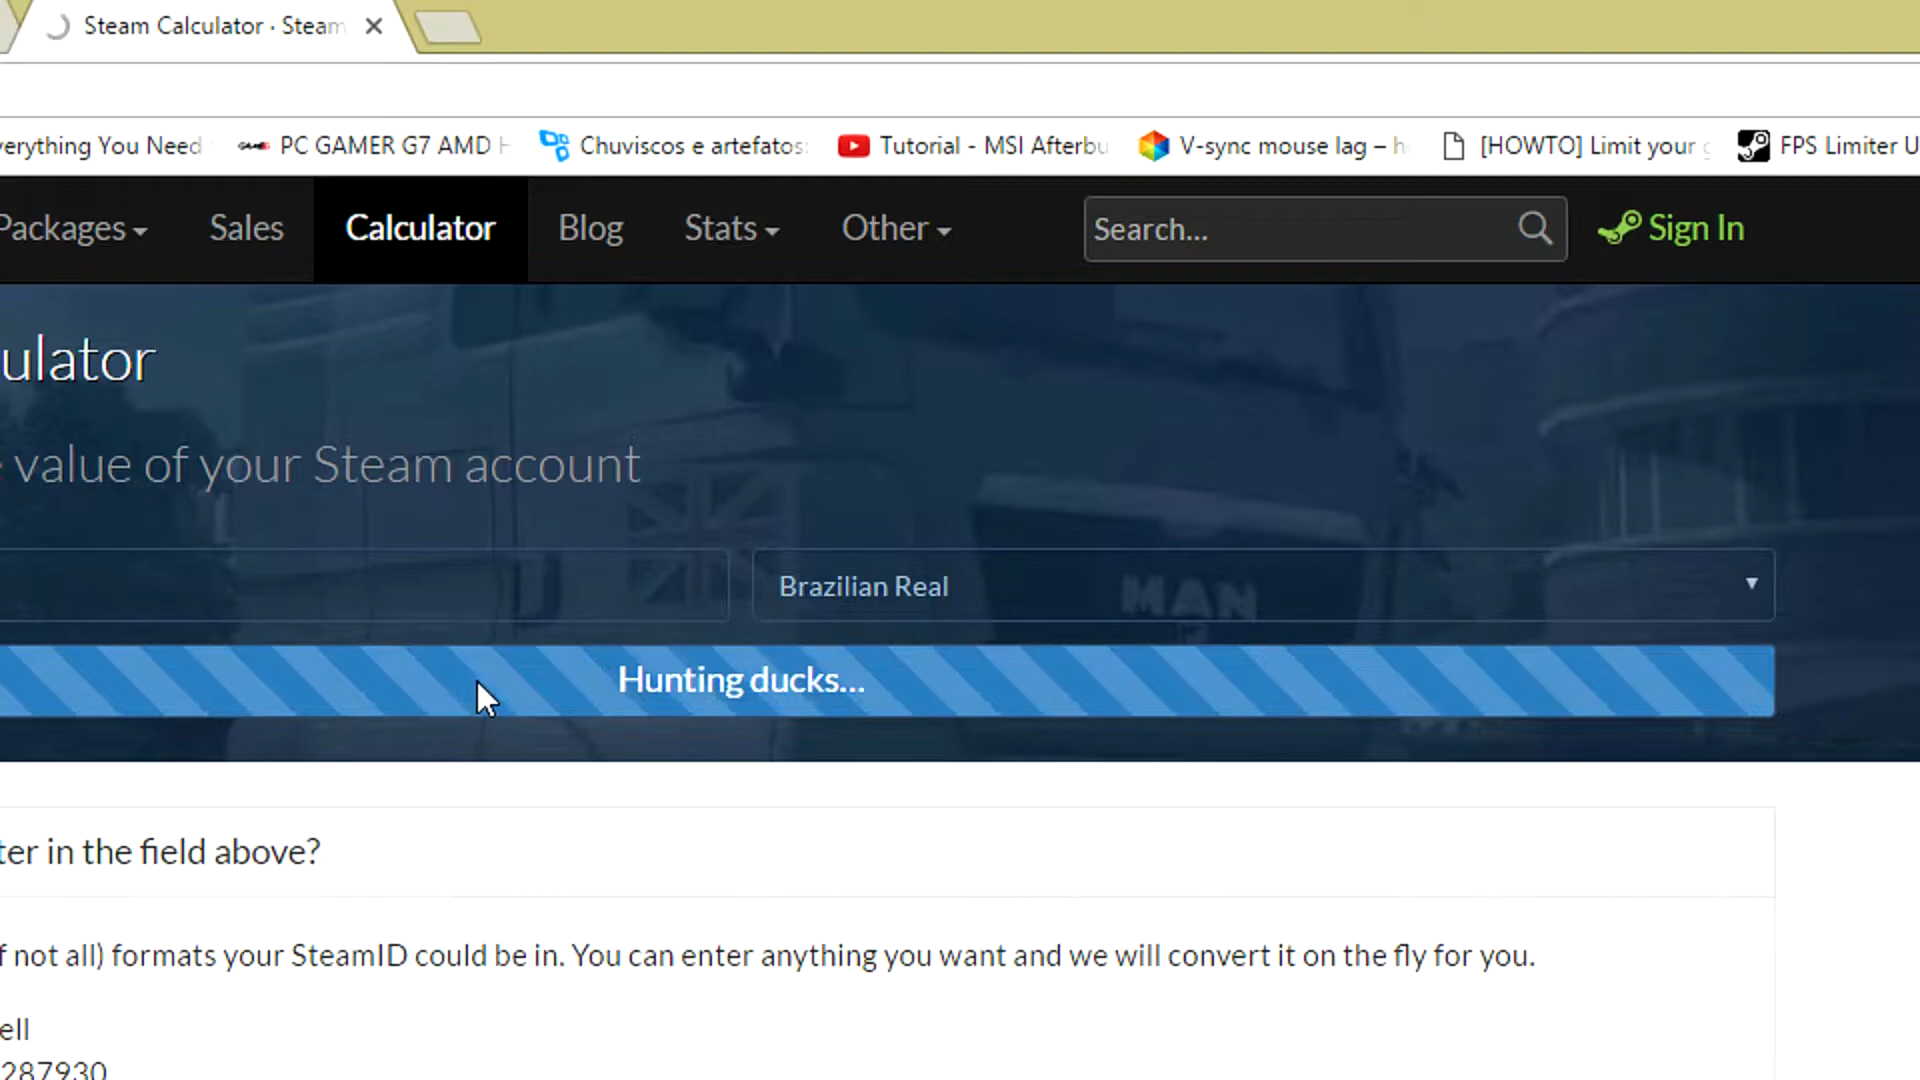 Steam Calculator · Steam
verything You Need
PC GAMER G7 AMD H
Chuviscos e artefatos:
Tutorial - MSI Afterbu
V-sync mouse lag – h
[HOWTO] Limit your g
FPS Limiter U
Packages
Sales
Calculator
Blog
Stats
Other
Search...
Sign In
ulator
value of your Steam account
Brazilian Real
MAN
Hunting ducks...
ter in the field above?
f not all) formats your SteamID could be in. You can enter anything you want and we will convert it on the fly for you.
ell
287930